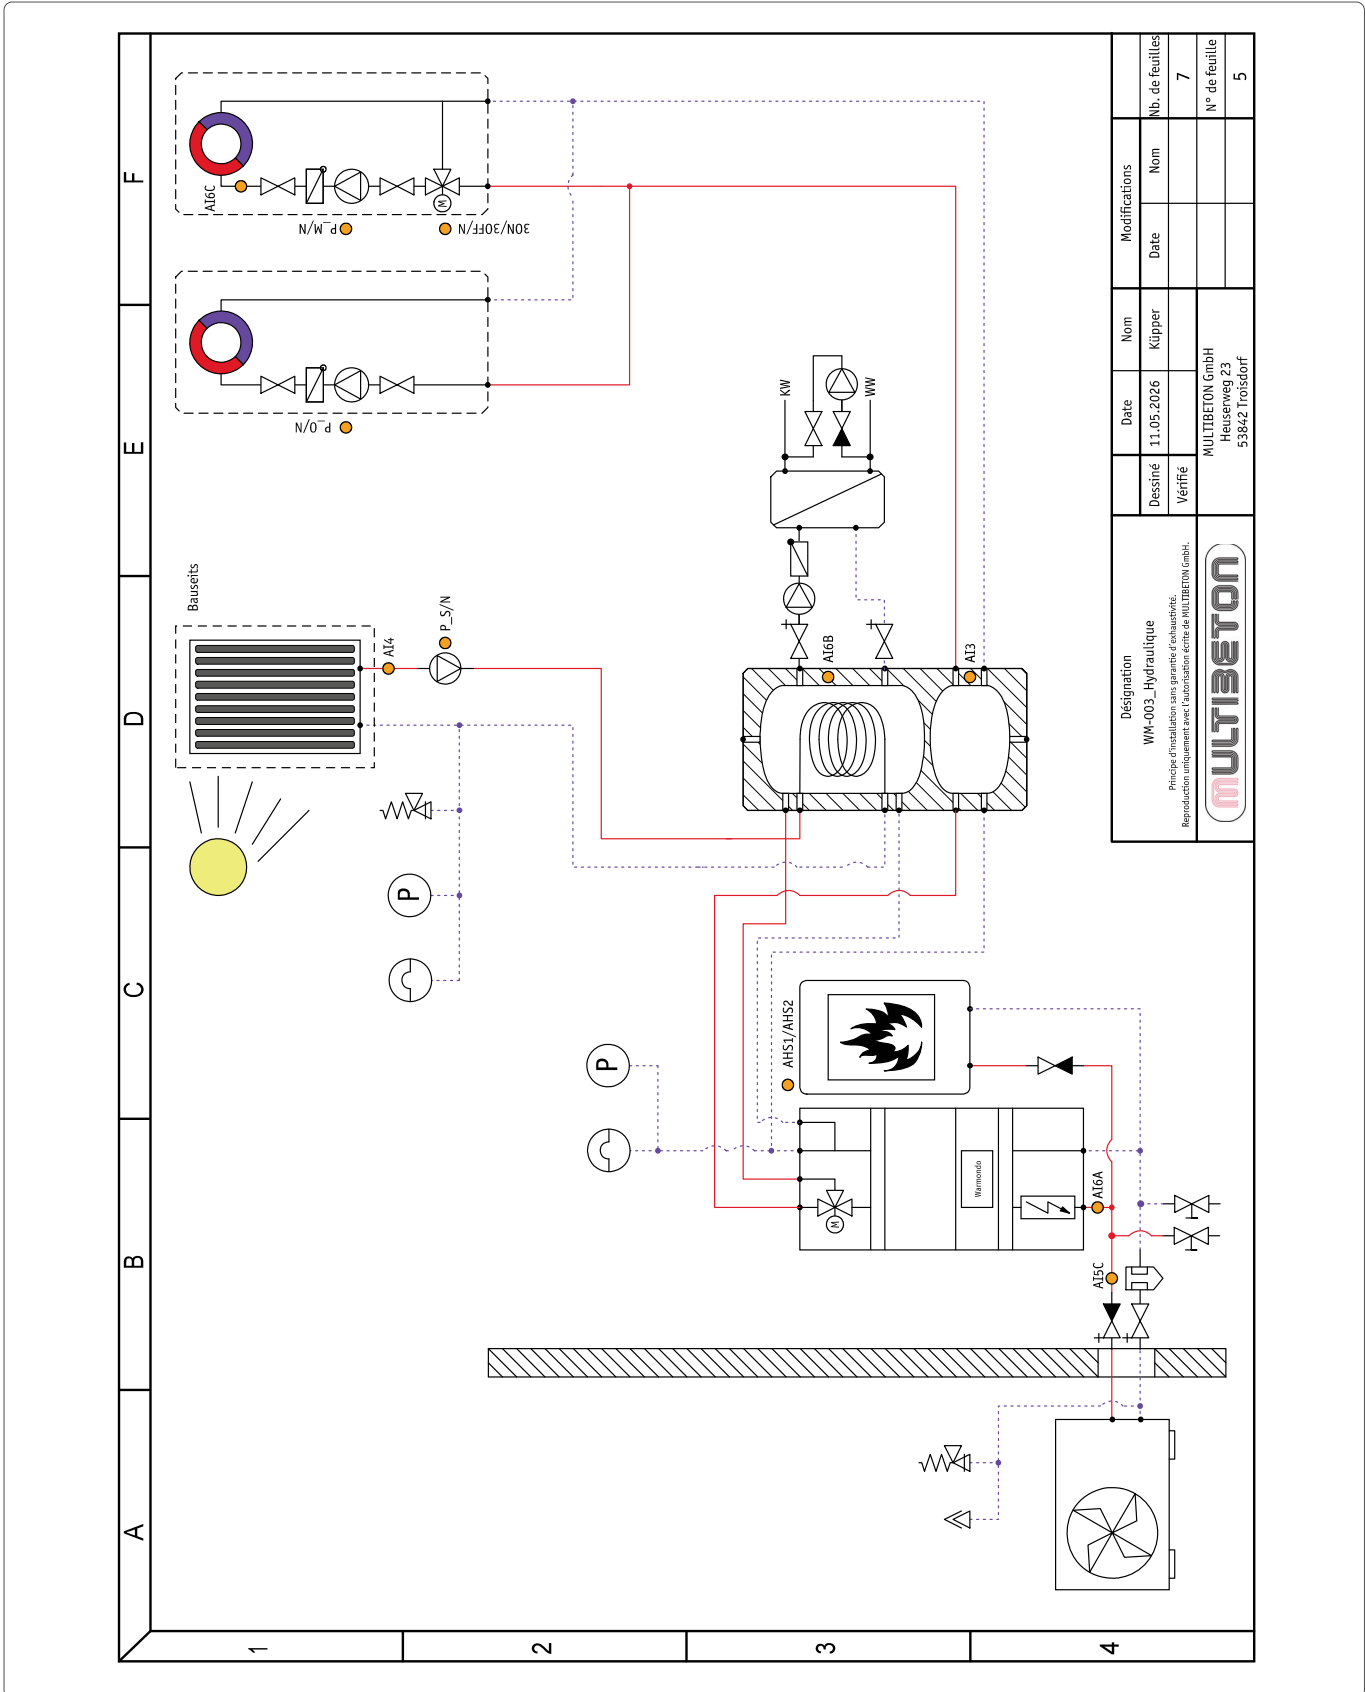 A
B
C
D
E
F
1
2
3
4
Bauseits
AI4
P_S/N
P_O/N
AI6C
P_M/N
3ON/3OFF/N
M
KW
WW
AI6B
AI3
P
P
AHS1/AHS2
M
Warmondo
AI6A
AI5C
Désignation
WM-003_Hydraulique
Principe d'installation sans garantie d'exhaustivité.
Reproduction uniquement avec l'autorisation écrite de MULTIBETON GmbH.
MULTIBETON
Date
Nom
Dessiné
11.05.2026
Küpper
Vérifié
MULTIBETON GmbH
Heuserweg 23
53842 Troisdorf
Modifications
Date
Nom
Nb. de feuilles
7
N° de feuille
5